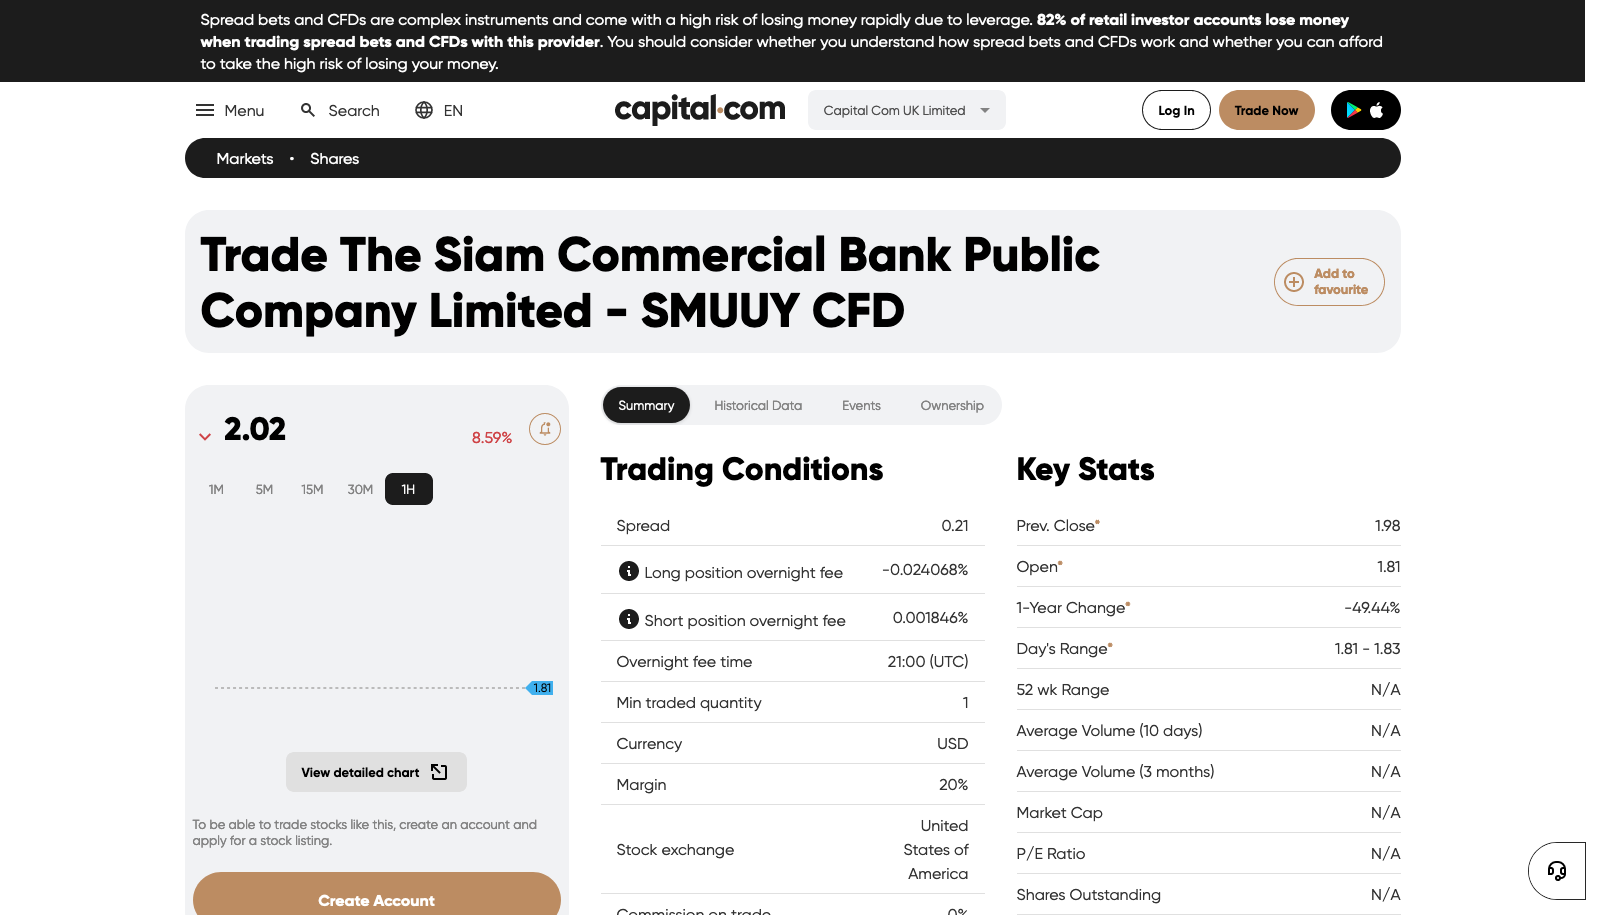 Spread bets and CFDs are complex instruments and come with a high risk of losing money rapidly due to leverage. 82% of retail investor accounts lose money
when trading spread bets and CFDs with this provider. You should consider whether you understand how spread bets and CFDs work and whether you can afford
to take the high risk of losing your money.
Menu
Search
EN
capital.com
Capital Com UK Limited
Log In
Trade Now
Markets • Shares
Trade The Siam Commercial Bank Public
Company Limited - SMUUY CFD
Add to
favourite
2.02
8.59%
1M
5M
15M
30M
1H
1.81
View detailed chart
To be able to trade stocks like this, create an account and
apply for a stock listing.
Create Account
Summary
Historical Data
Events
Ownership
Trading Conditions
Spread 0.21
Long position overnight fee -0.024068%
Short position overnight fee 0.001846%
Overnight fee time 21:00 (UTC)
Min traded quantity 1
Currency USD
Margin 20%
Stock exchange United
States of
America
Commission on trade 0%
Key Stats
Prev. Close* 1.98
Open* 1.81
1-Year Change* -49.44%
Day's Range* 1.81 - 1.83
52 wk Range N/A
Average Volume (10 days) N/A
Average Volume (3 months) N/A
Market Cap N/A
P/E Ratio N/A
Shares Outstanding N/A